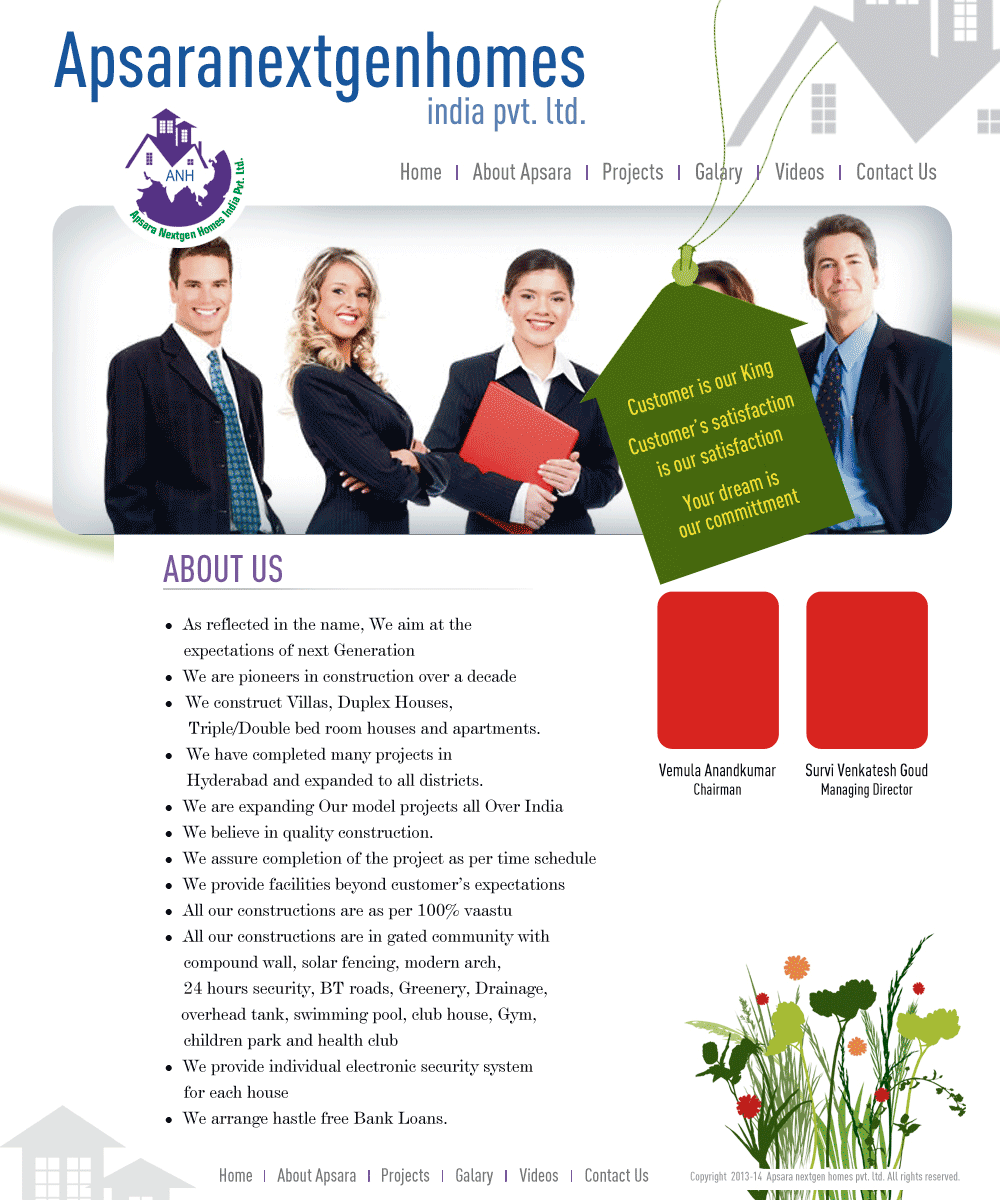 Apsaranextgenhomes
india pvt. ltd.
ANH
Apsara Nextgen Homes India Pvt. Ltd.
Home | About Apsara | Projects | Galary | Videos | Contact Us
Customer is our King
Customer's satisfaction
is our satisfaction
Your dream is
our committment
ABOUT US
• As reflected in the name, We aim at the
expectations of next Generation
• We are pioneers in construction over a decade
• We construct Villas, Duplex Houses,
Triple/Double bed room houses and apartments.
• We have completed many projects in
Hyderabad and expanded to all districts.
• We are expanding Our model projects all Over India
• We believe in quality construction.
• We assure completion of the project as per time schedule
• We provide facilities beyond customer's expectations
• All our constructions are as per 100% vaastu
• All our constructions are in gated community with
compound wall, solar fencing, modern arch,
24 hours security, BT roads, Greenery, Drainage,
overhead tank, swimming pool, club house, Gym,
children park and health club
• We provide individual electronic security system
for each house
• We arrange hastle free Bank Loans.
Vemula Anandkumar
Chairman
Survi Venkatesh Goud
Managing Director
Home | About Apsara | Projects | Galary | Videos | Contact Us
Copyright 2013-14 Apsara nextgen homes pvt. ltd. All rights reserved.